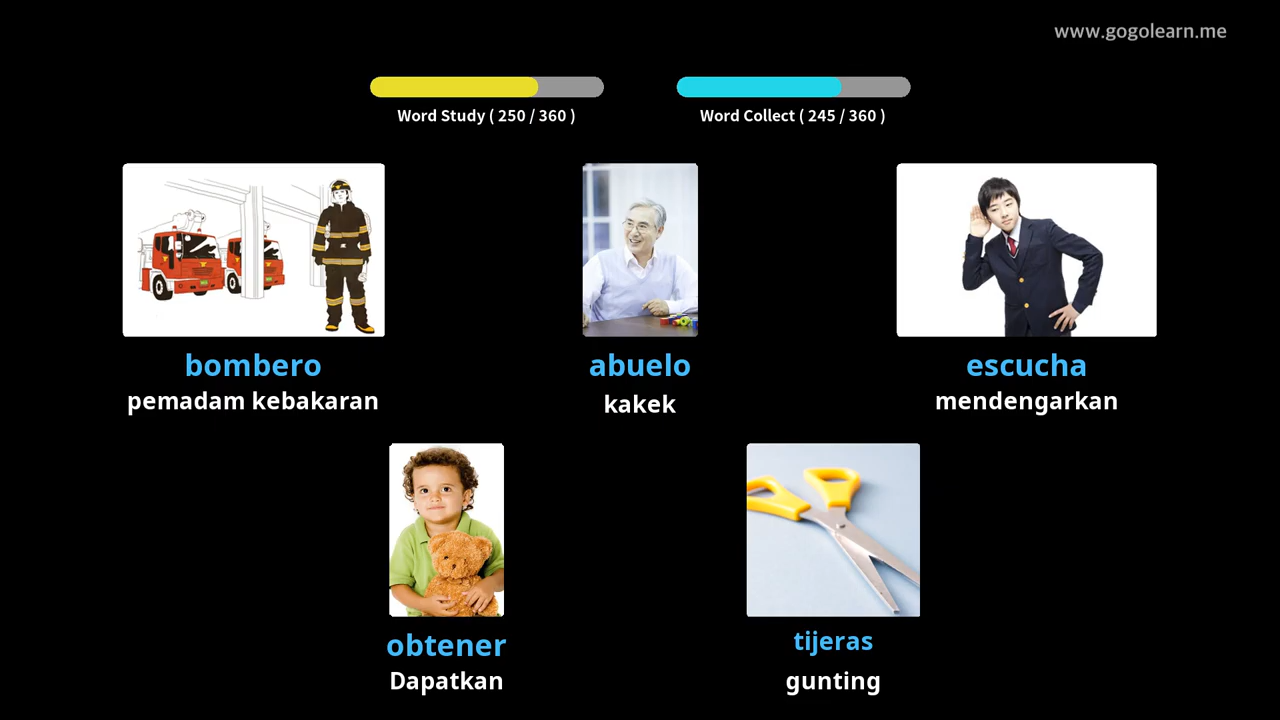 www.gogolearn.me
Word Study ( 250 / 360 )
Word Collect ( 245 / 360 )
bombero
pemadam kebakaran
abuelo
kakek
escucha
mendengarkan
obtener
Dapatkan
tijeras
gunting